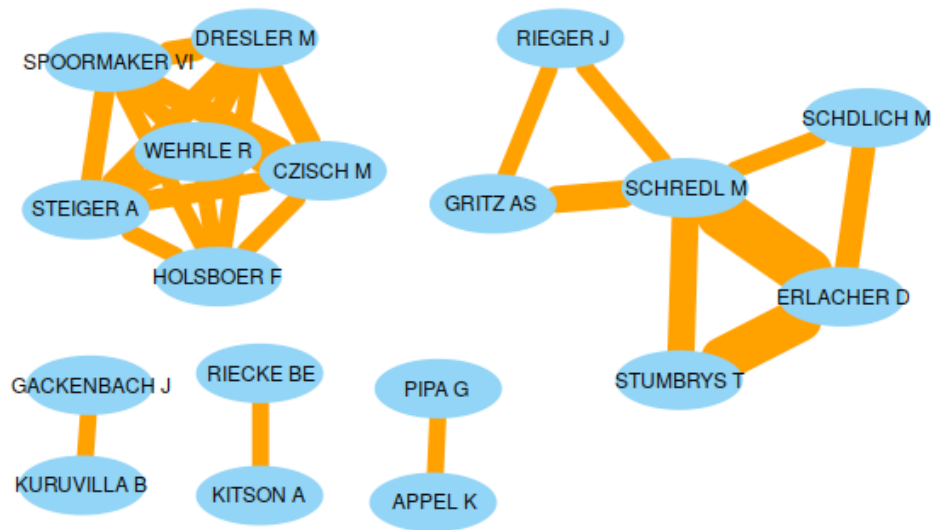 DRESLER M
SPOORMAKER VI
WEHRLE R
CZISCH M
STEIGER A
HOLSBOER F
RIEGER J
SCHDLICH M
SCHREDL M
GRITZ AS
ERLACHER D
STUMBRYS T
GACKENBACH J
KURUVILLA B
RIECKE BE
KITSON A
PIPA G
APPEL K